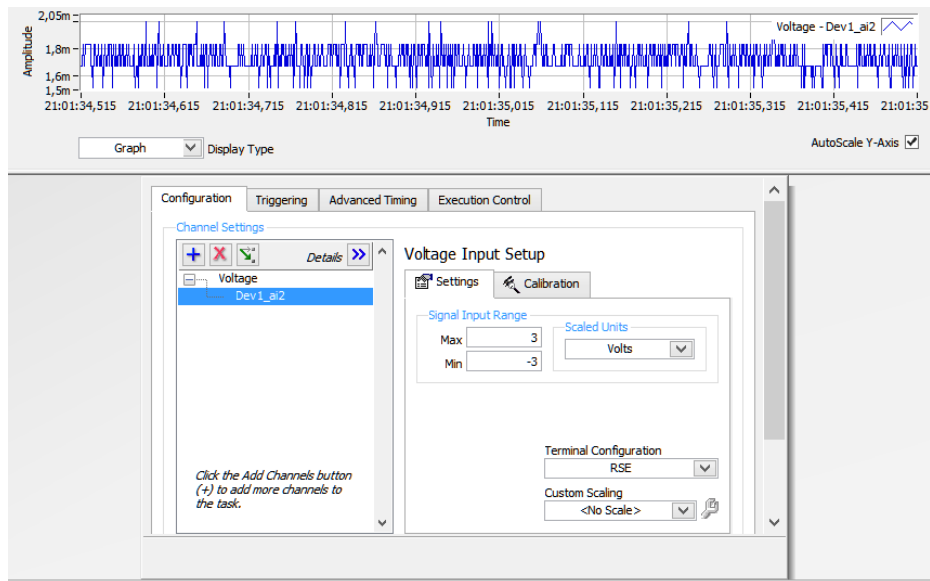 2,05m
Voltage - Dev1_ai2
Amplitude
1,8m
1,6m
1,5m
21:01:34,515 21:01:34,615 21:01:34,715 21:01:34,815 21:01:34,915 21:01:35,015 21:01:35,115 21:01:35,215 21:01:35,315 21:01:35,415 21:01:35
Time
Graph Display Type
AutoScale Y-Axis
Configuration Triggering Advanced Timing Execution Control
Channel Settings
Details
Voltage
Dev1_ai2
Click the Add Channels button
(+) to add more channels to
the task.
Voltage Input Setup
Settings Calibration
Signal Input Range
Max 3
Min -3
Scaled Units
Volts
Terminal Configuration
RSE
Custom Scaling
<No Scale>